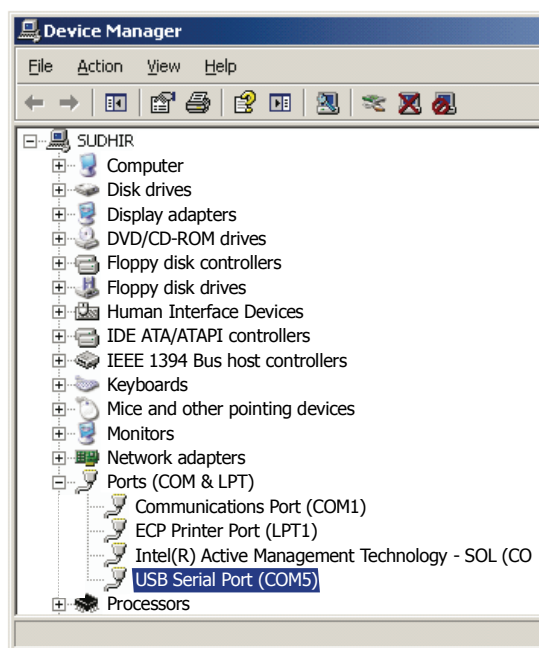 Device Manager
File Action View Help
SUDHIR
Computer
Disk drives
Display adapters
DVD/CD-ROM drives
Floppy disk controllers
Floppy disk drives
Human Interface Devices
IDE ATA/ATAPI controllers
IEEE 1394 Bus host controllers
Keyboards
Mice and other pointing devices
Monitors
Network adapters
Ports (COM & LPT)
Communications Port (COM1)
ECP Printer Port (LPT1)
Intel(R) Active Management Technology - SOL (CO
USB Serial Port (COM5)
Processors